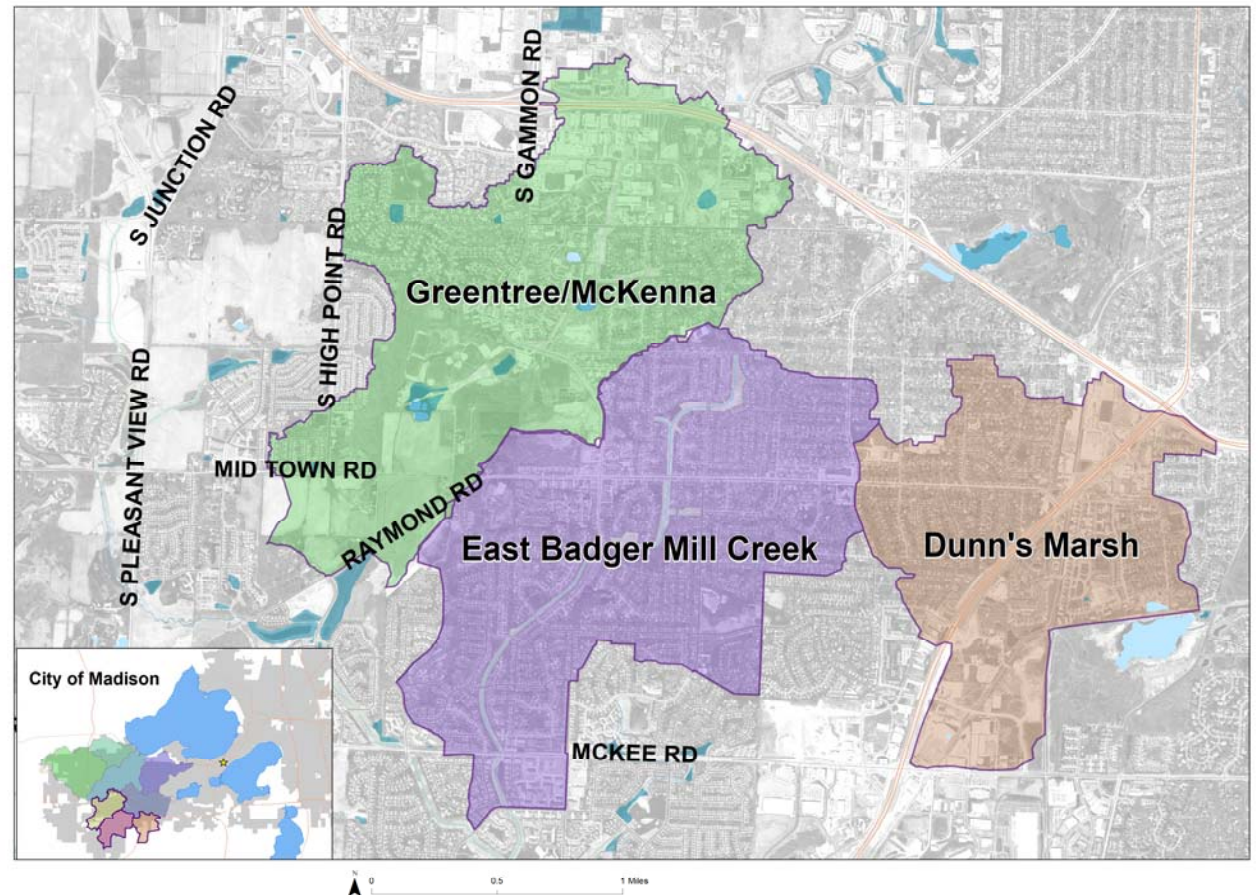 S GAMMON RD
S JUNCTION RD
S HIGH POINT RD
Greentree/McKenna
S PLEASANT VIEW RD
MID TOWN RD
RAYMOND RD
East Badger Mill Creek
Dunn's Marsh
City of Madison
MCKEE RD
N
0 0.5 1 Miles